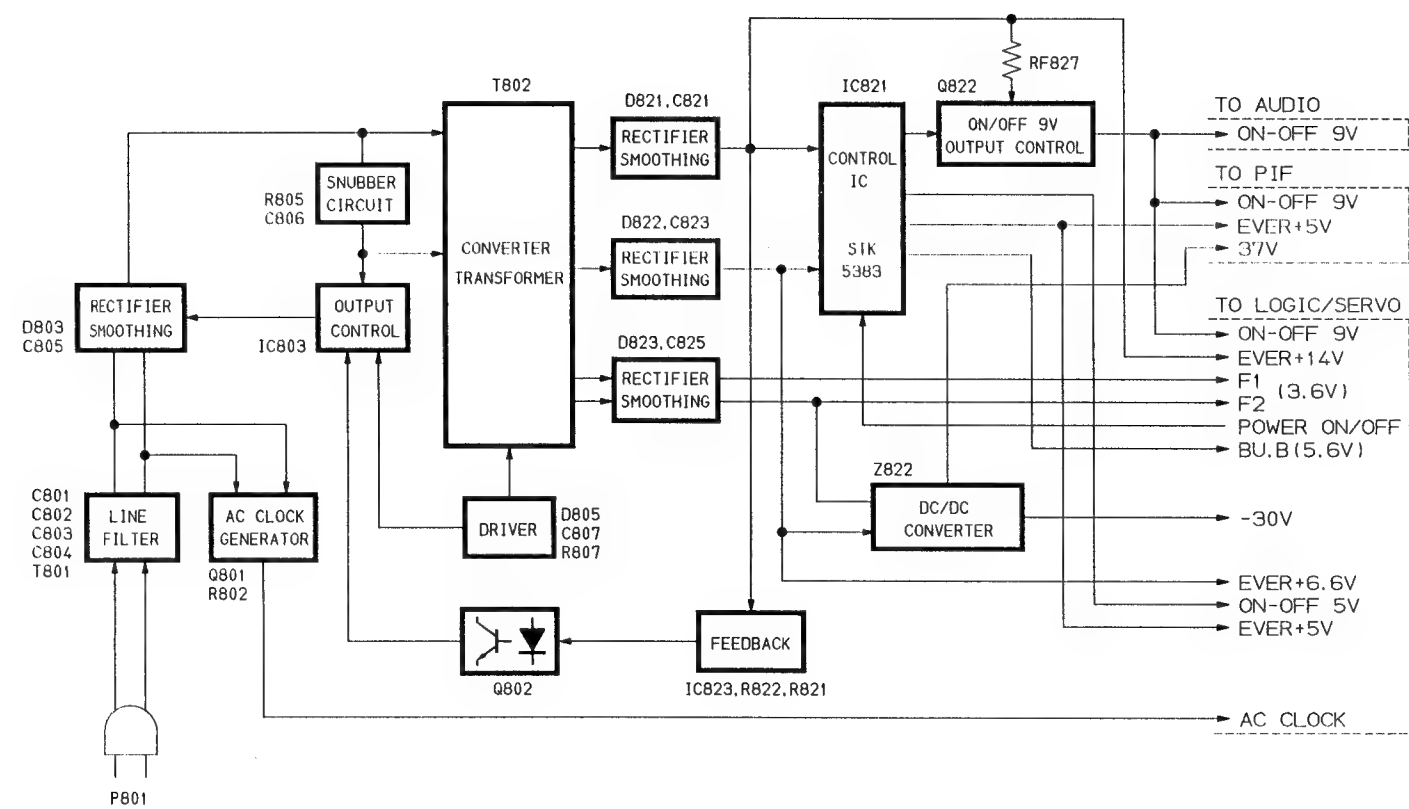 T802
D821,C821
RECTIFIER
SMOOTHING
IC821
CONTROL
IC
STK
5383
RF827
Q822
ON/OFF 9V
OUTPUT CONTROL
TO AUDIO
ON-OFF 9V
TO PIF
ON-OFF 9V
EVER+5V
37V
SNUBBER
CIRCUIT
R805
C806
CONVERTER
TRANSFORMER
D822,C823
RECTIFIER
SMOOTHING
RECTIFIER
SMOOTHING
D803
C805
OUTPUT
CONTROL
IC803
D823,C825
RECTIFIER
SMOOTHING
TO LOGIC/SERVO
ON-OFF 9V
EVER+14V
F1
(3.6V)
F2
POWER ON/OFF
BU.B(5.6V)
C801
C802
C803
C804
T801
LINE
FILTER
AC CLOCK
GENERATOR
Q801
R802
DRIVER
D805
C807
R807
Z822
DC/DC
CONVERTER
-30V
EVER+6.6V
ON-OFF 5V
EVER+5V
Q802
FEEDBACK
IC823,R822,R821
AC CLOCK
P801